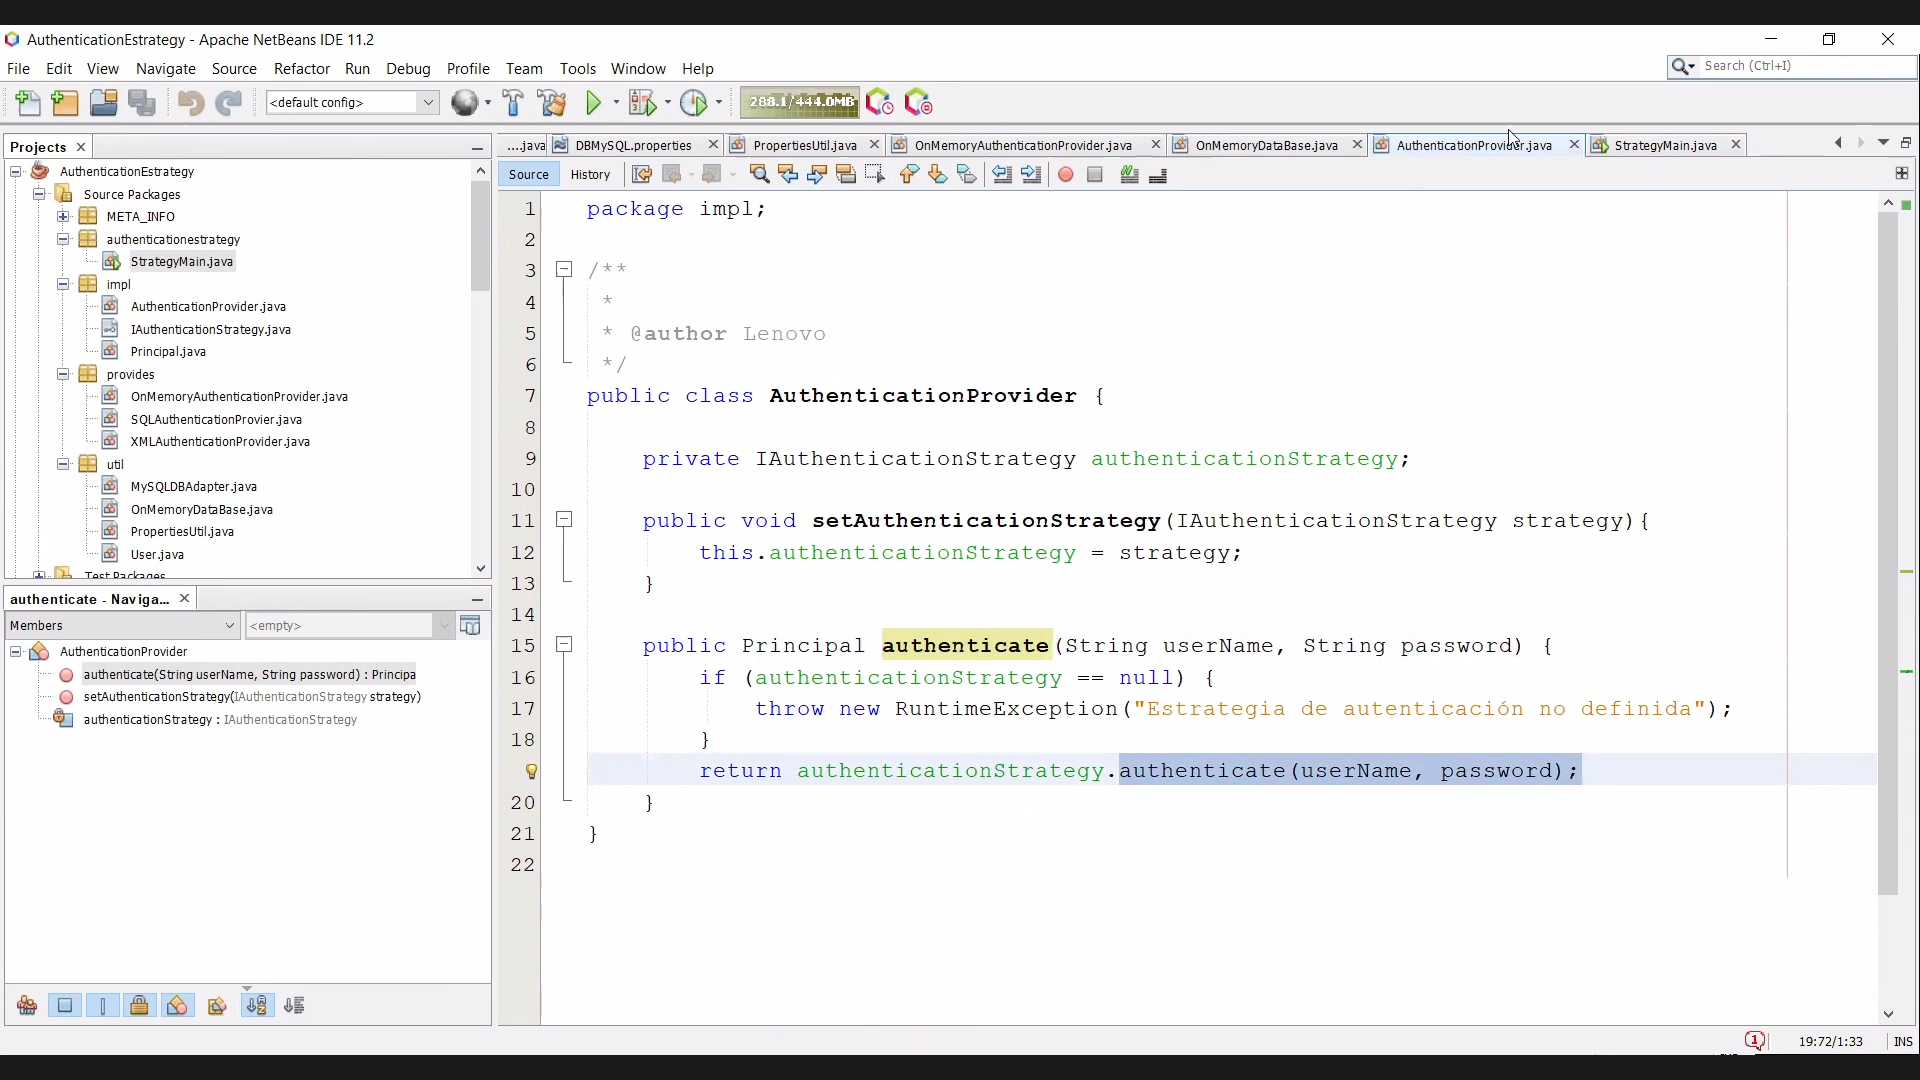 AuthenticationEstrategy - Apache NetBeans IDE 11.2
File Edit View Navigate Source Refactor Run Debug Profile Team Tools Window Help
Search (Ctrl+I)
<default config>
288.1/444.0MB
Projects
....java DBMySQL.properties PropertiesUtil.java OnMemoryAuthenticationProvider.java OnMemoryDataBase.java AuthenticationProvider.java StrategyMain.java
Source History
AuthenticationEstrategy
Source Packages
META_INFO
authenticationestrategy
StrategyMain.java
impl
AuthenticationProvider.java
IAuthenticationStrategy.java
Principal.java
provides
OnMemoryAuthenticationProvider.java
SQLAuthenticationProvier.java
XMLAuthenticationProvider.java
util
MySQLDBAdapter.java
OnMemoryDataBase.java
PropertiesUtil.java
User.java
Test Packages
authenticate - Naviga...
Members <empty>
AuthenticationProvider
authenticate(String userName, String password) : Principa
setAuthenticationStrategy(IAuthenticationStrategy strategy)
authenticationStrategy : IAuthenticationStrategy
1 package impl;
2
3 /**
4 *
5 * @author Lenovo
6 */
7 public class AuthenticationProvider {
8
9 private IAuthenticationStrategy authenticationStrategy;
10
11 public void setAuthenticationStrategy(IAuthenticationStrategy strategy){
12 this.authenticationStrategy = strategy;
13 }
14
15 public Principal authenticate(String userName, String password) {
16 if (authenticationStrategy == null) {
17 throw new RuntimeException("Estrategia de autenticación no definida");
18 }
return authenticationStrategy.authenticate(userName, password);
20 }
21 }
22
1 19:72/1:33 INS